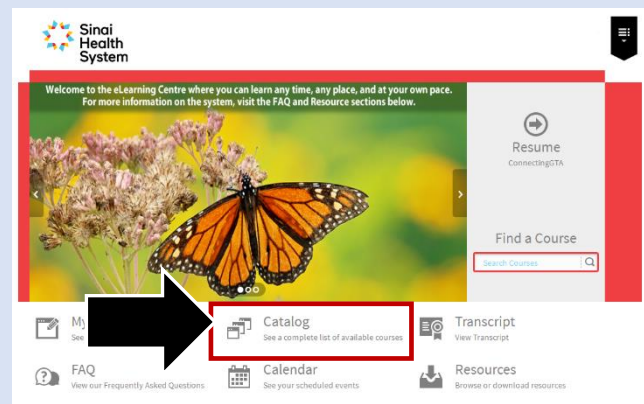 Sinai
Health
System
Welcome to the eLearning Centre where you can learn any time, any place, and at your own pace.
For more information on the system, visit the FAQ and Resource sections below.
Resume
ConnectingGTA
Find a Course
Search Courses
My
See
Catalog
See a complete list of available courses
Transcript
View Transcript
FAQ
View our Frequently Asked Questions
Calendar
See your scheduled events
Resources
Browse or download resources